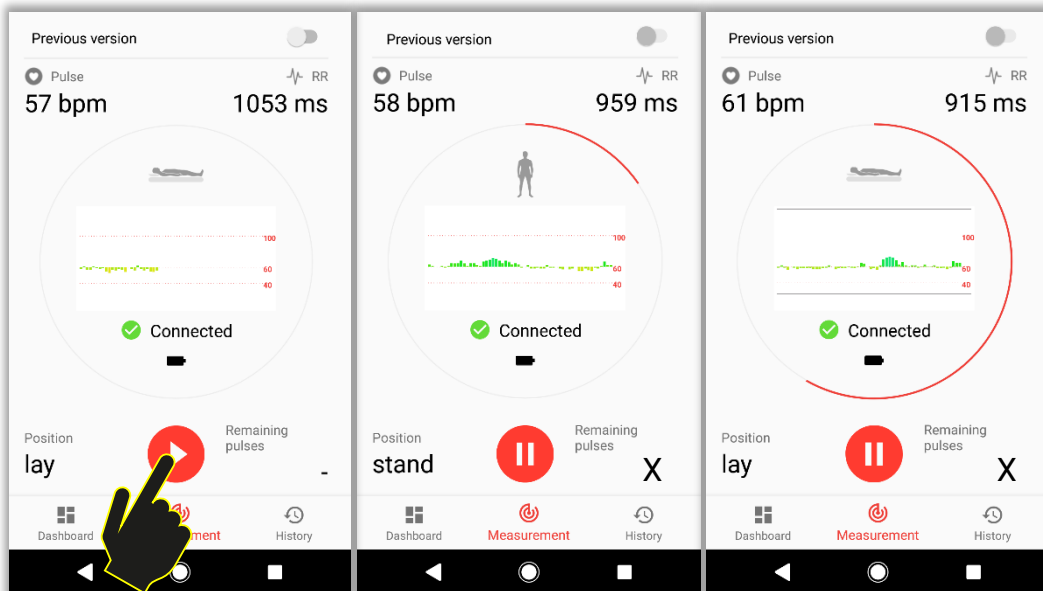 Previous version
Pulse RR
57 bpm 1053 ms
100
60
40
Connected
Position Remaining
pulses
lay -
Dashboard ment History
Previous version
Pulse RR
58 bpm 959 ms
100
60
40
Connected
Position Remaining
pulses
stand X
Dashboard Measurement History
Previous version
Pulse RR
61 bpm 915 ms
100
60
40
Connected
Position Remaining
pulses
lay X
Dashboard Measurement History